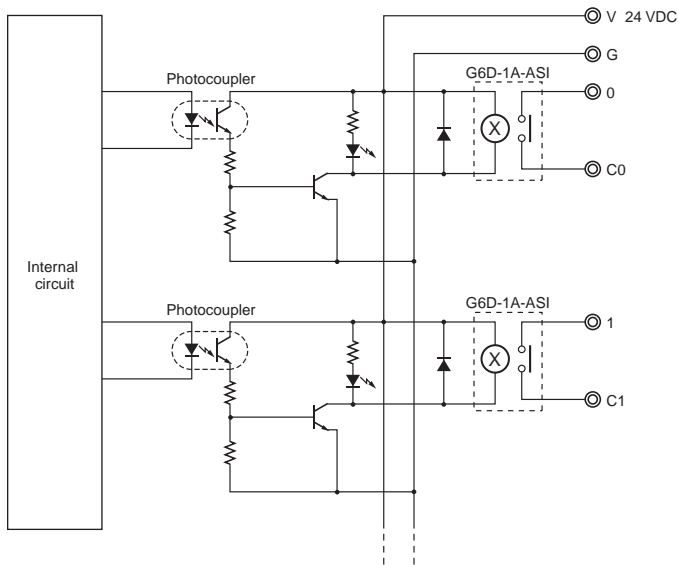 V 24 VDC
G
Photocoupler
G6D-1A-ASI
0
X
C0
Internal
circuit
Photocoupler
G6D-1A-ASI
1
X
C1